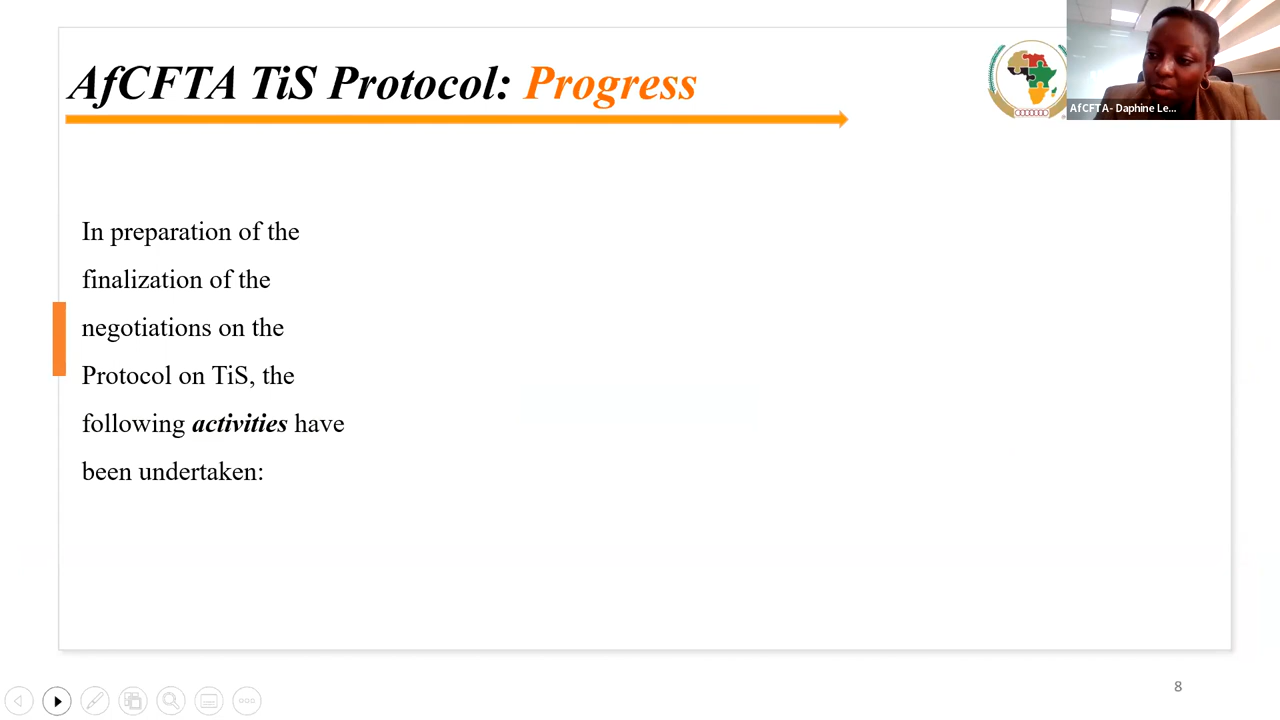 AfCFTA TiS Protocol: Progress
AfCFTA- Daphine Le...
In preparation of the
finalization of the
negotiations on the
Protocol on TiS, the
following activities have
been undertaken:
8